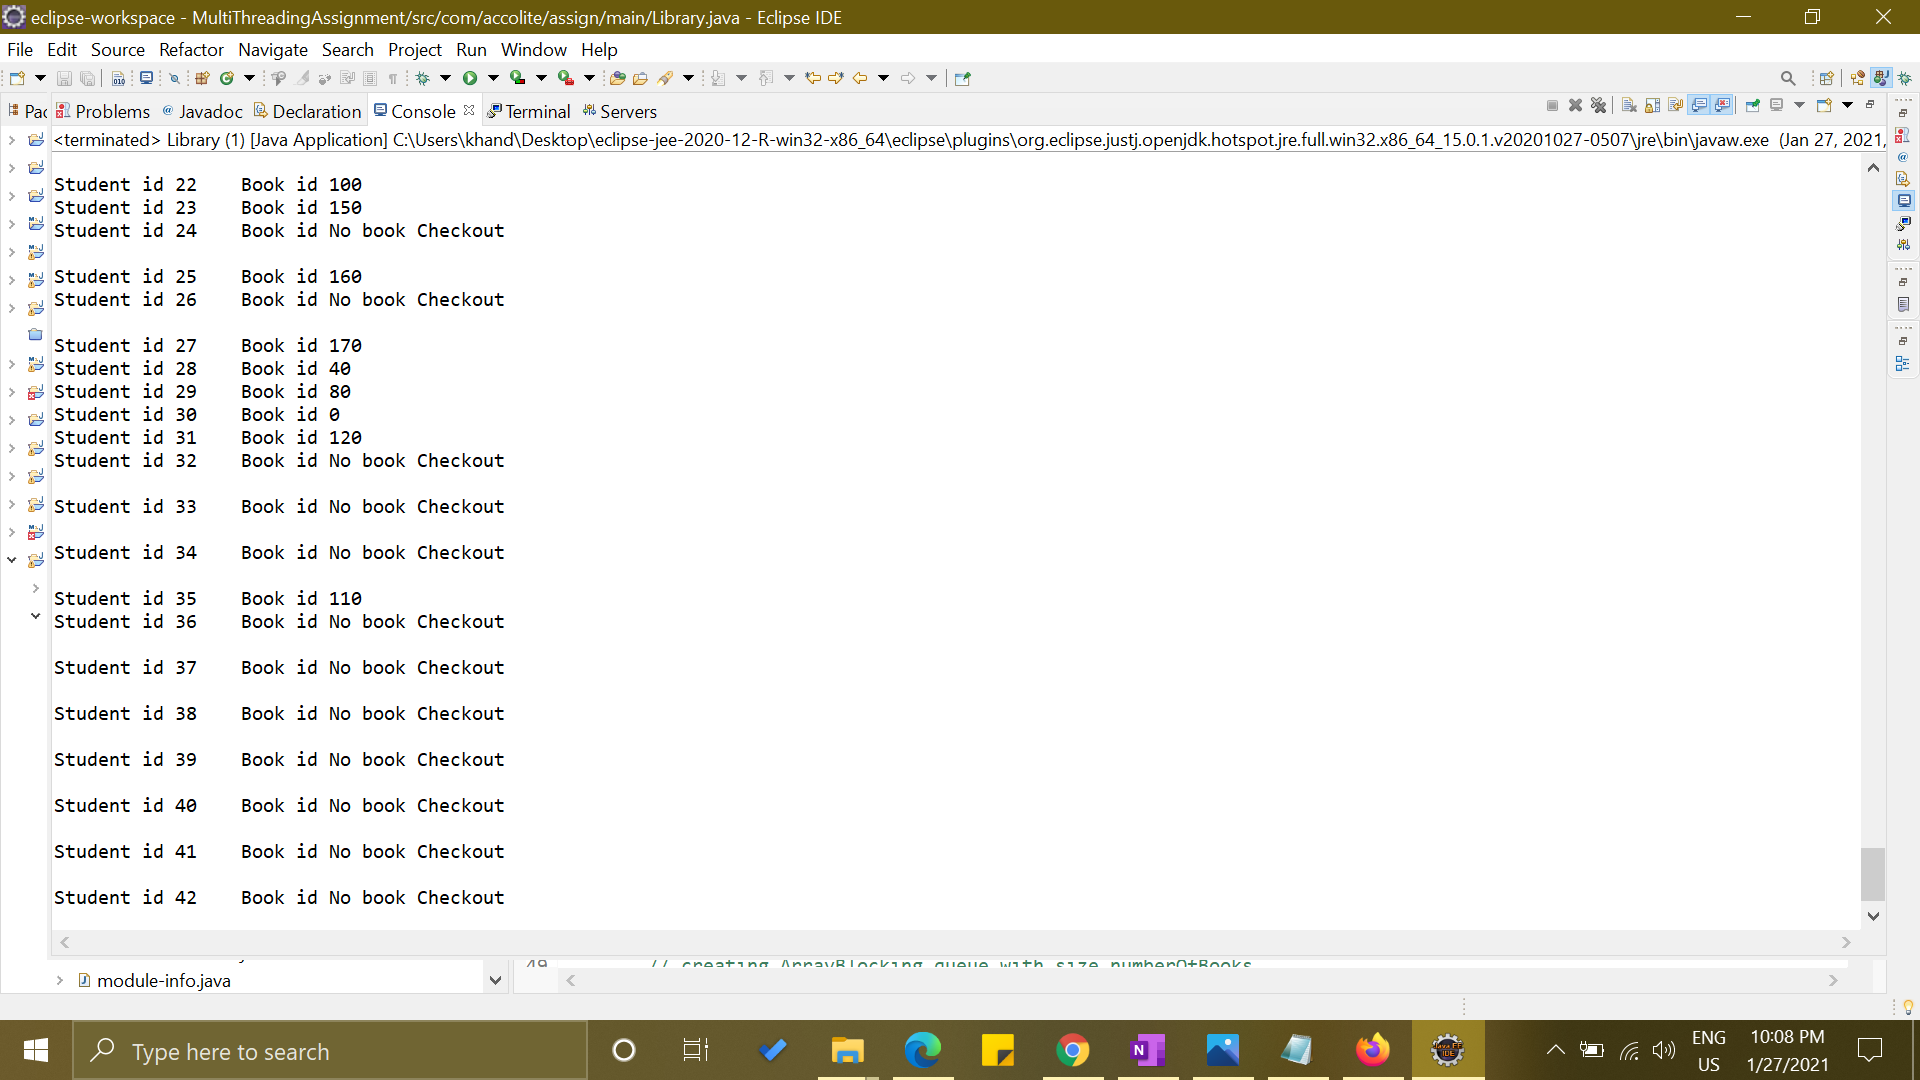 eclipse-workspace - MultiThreadingAssignment/src/com/accolite/assign/main/Library.java - Eclipse IDE
File Edit Source Refactor Navigate Search Project Run Window Help
Pac Problems @ Javadoc Declaration Console Terminal Servers
<terminated> Library (1) [Java Application] C:\Users\khand\Desktop\eclipse-jee-2020-12-R-win32-x86_64\eclipse\plugins\org.eclipse.justj.openjdk.hotspot.jre.full.win32.x86_64_15.0.1.v20201027-0507\jre\bin\javaw.exe (Jan 27, 2021,
Student id 22 Book id 100
Student id 23 Book id 150
Student id 24 Book id No book Checkout
Student id 25 Book id 160
Student id 26 Book id No book Checkout
Student id 27 Book id 170
Student id 28 Book id 40
Student id 29 Book id 80
Student id 30 Book id 0
Student id 31 Book id 120
Student id 32 Book id No book Checkout
Student id 33 Book id No book Checkout
Student id 34 Book id No book Checkout
Student id 35 Book id 110
Student id 36 Book id No book Checkout
Student id 37 Book id No book Checkout
Student id 38 Book id No book Checkout
Student id 39 Book id No book Checkout
Student id 40 Book id No book Checkout
Student id 41 Book id No book Checkout
Student id 42 Book id No book Checkout
49 // creating ArrayBlocking queue with size numberOfBooks
module-info.java
Type here to search
ENG
US
10:08 PM
1/27/2021